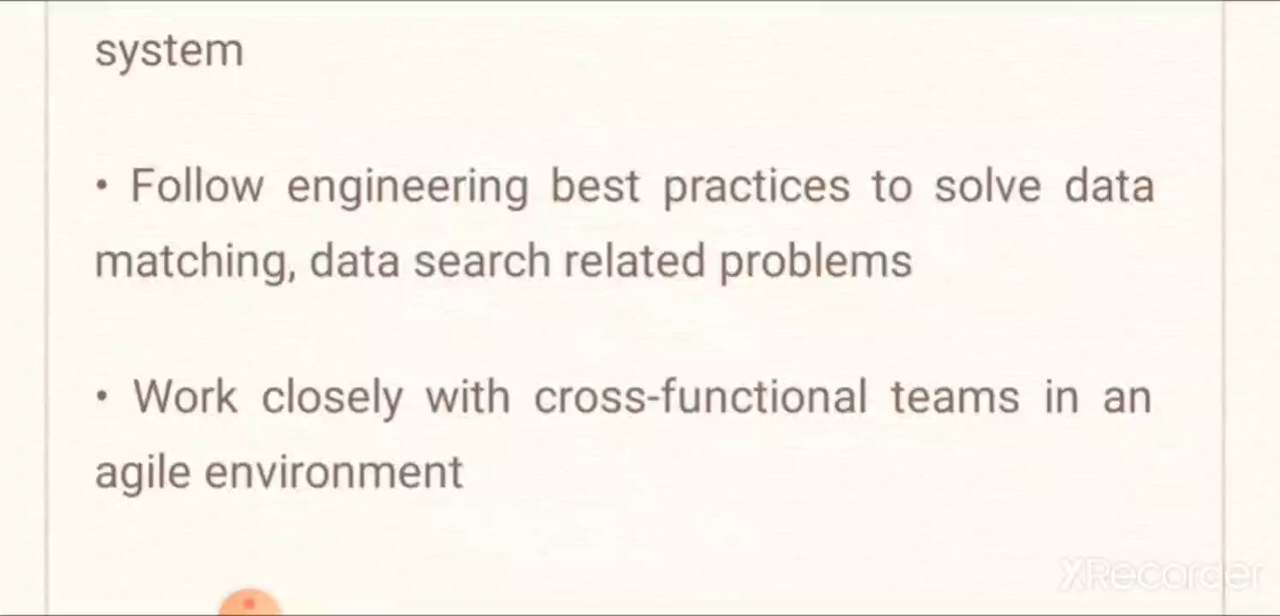 system
• Follow engineering best practices to solve data
matching, data search related problems
• Work closely with cross-functional teams in an
agile environment
XRecorder